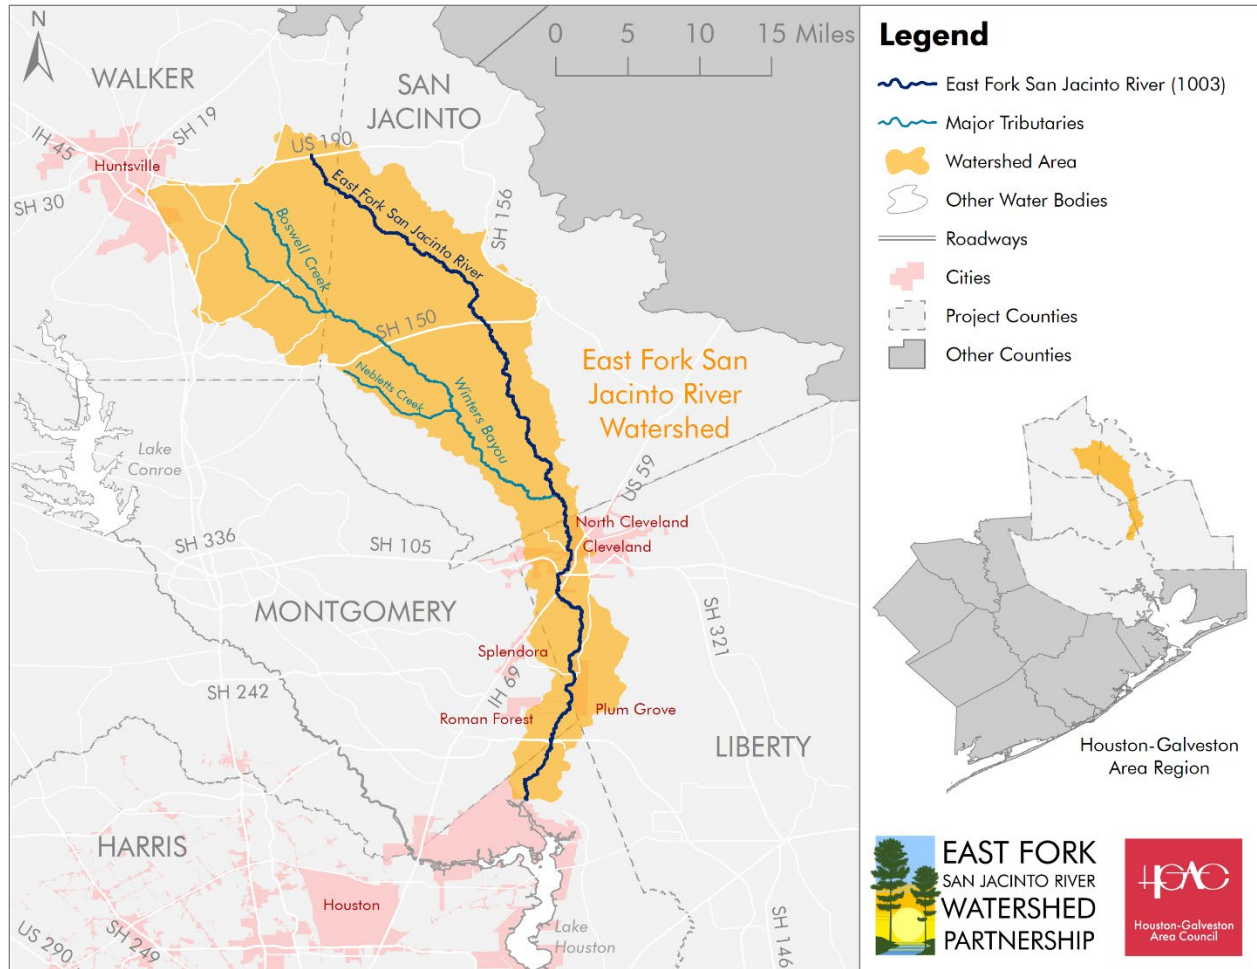 N
0 5 10 15 Miles
WALKER
SAN
JACINTO
SH 19
IH 45
US 190
Huntsville
SH 30
East Fork San Jacinto River
SH 156
Boswell Creek
SH 150
East Fork San
Jacinto River
Watershed
Nebletts Creek
Winters Bayou
Lake
Conroe
US 59
North Cleveland
Cleveland
SH 336
SH 105
MONTGOMERY
SH 321
Splendora
IH 69
SH 242
Roman Forest
Plum Grove
LIBERTY
HARRIS
Houston
Lake
Houston
US 290
SH 249
SH 146
Legend
East Fork San Jacinto River (1003)
Major Tributaries
Watershed Area
Other Water Bodies
Roadways
Cities
Project Counties
Other Counties
Houston-Galveston
Area Region
EAST FORK
SAN JACINTO RIVER
WATERSHED
PARTNERSHIP
HGAC
Houston-Galveston
Area Council